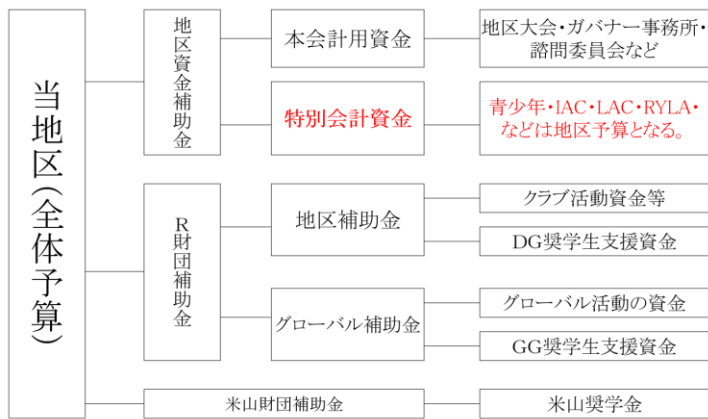 当地区(全体予算)
地区資金補助金
本会計用資金
地区大会・ガバナー事務所・
諮問委員会など
特別会計資金
青少年・IAC・LAC・RYLA・
などは地区予算となる。
R財団補助金
地区補助金
クラブ活動資金等
DG奨学生支援資金
グローバル補助金
グローバル活動の資金
GG奨学生支援資金
米山財団補助金
米山奨学金